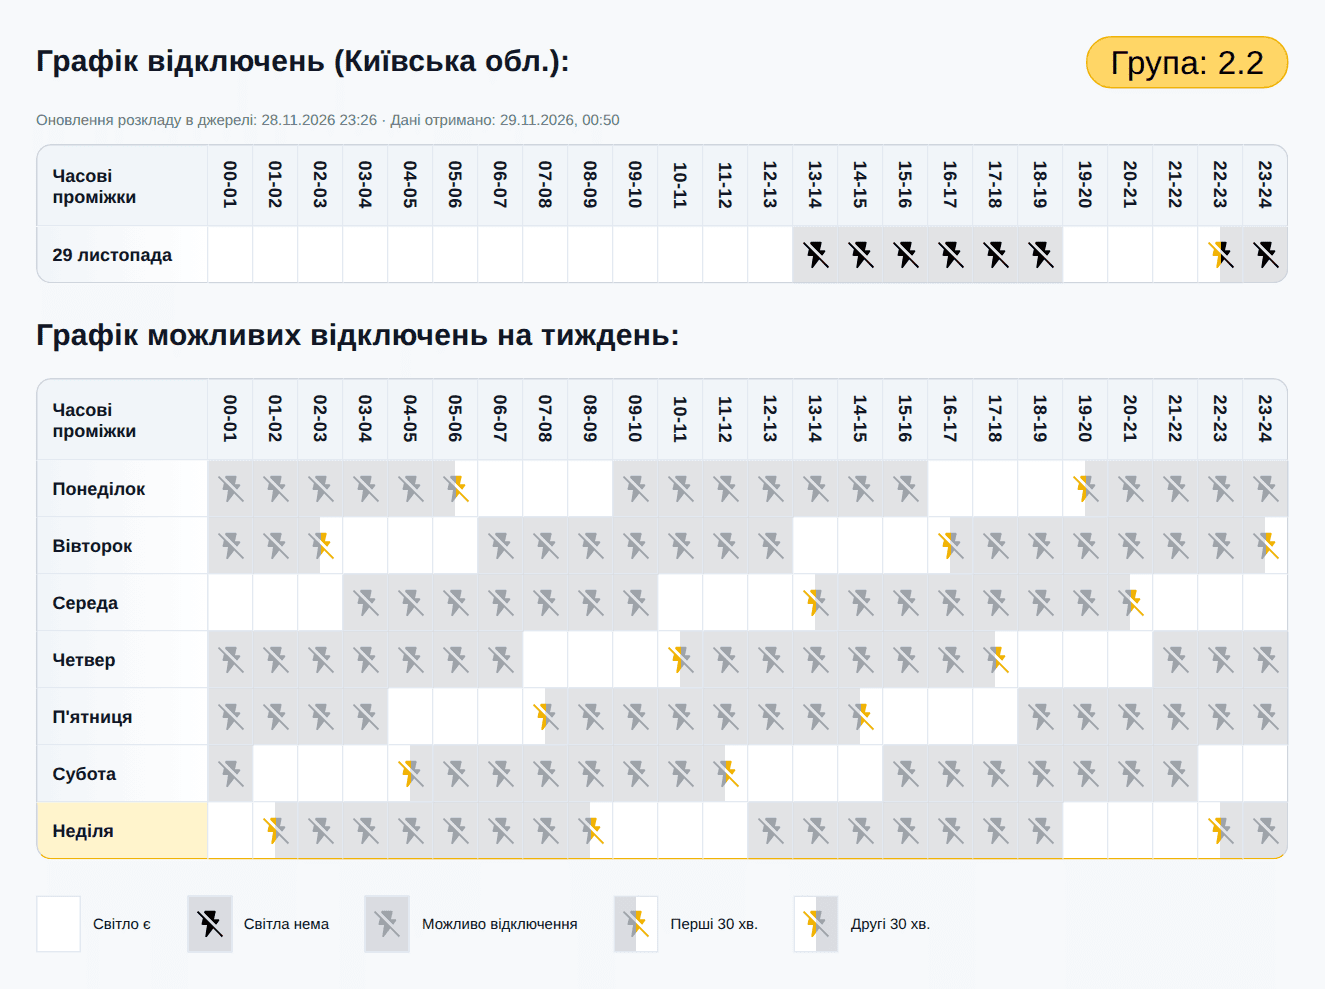 Графік відключень (Київська обл.):
Група: 2.2
Оновлення розкладу в джерелі: 28.11.2026 23:26 · Дані отримано: 29.11.2026, 00:50
Часові
проміжки
00-01 01-02 02-03 03-04 04-05 05-06 06-07 07-08 08-09 09-10 10-11 11-12 12-13 13-14 14-15 15-16 16-17 17-18 18-19 19-20 20-21 21-22 22-23 23-24
29 листопада
Графік можливих відключень на тиждень:
Часові
проміжки
00-01 01-02 02-03 03-04 04-05 05-06 06-07 07-08 08-09 09-10 10-11 11-12 12-13 13-14 14-15 15-16 16-17 17-18 18-19 19-20 20-21 21-22 22-23 23-24
Понеділок
Вівторок
Середа
Четвер
П'ятниця
Субота
Неділя
Світло є
Світла нема
Можливо відключення
Перші 30 хв.
Другі 30 хв.